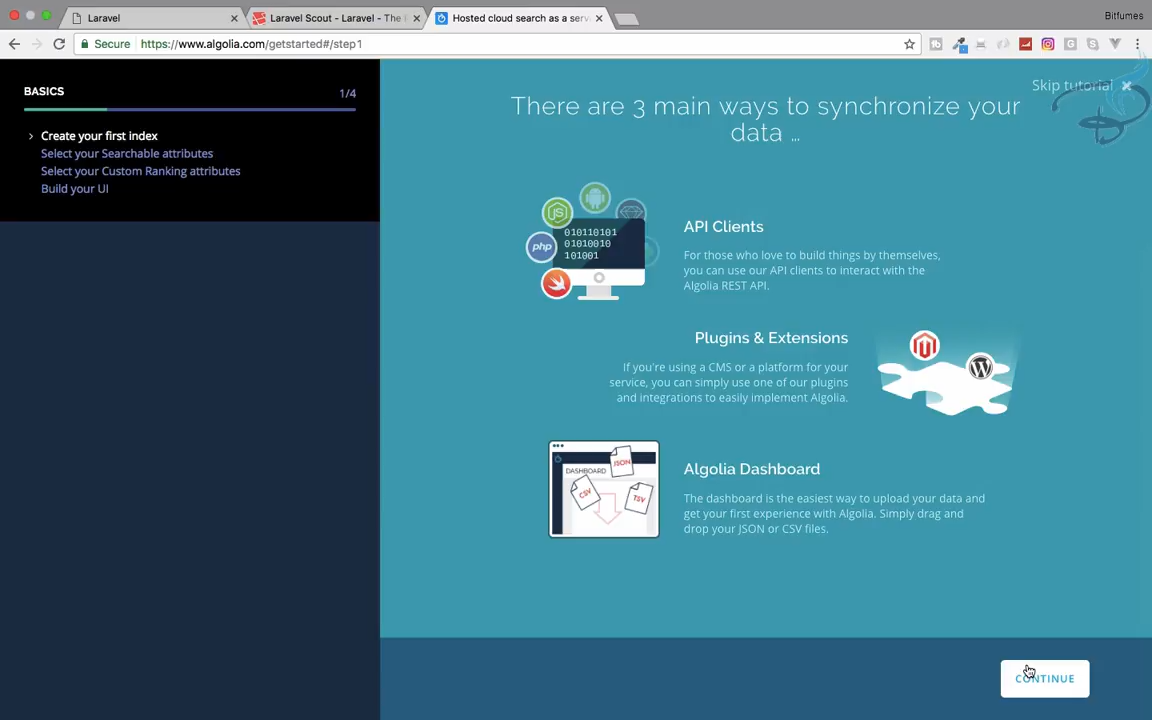 Laravel
Laravel Scout - Laravel - The
Hosted cloud search as a serv
Bitfumes
Secure
https://www.algolia.com/getstarted#/step1
BASICS
1/4
Create your first index
Select your Searchable attributes
Select your Custom Ranking attributes
Build your UI
Skip tutorial
There are 3 main ways to synchronize your
data ...
JS
php
010110101
01010010
101001
API Clients
For those who love to build things by themselves,
you can use our API clients to interact with the
Algolia REST API.
Plugins & Extensions
If you're using a CMS or a platform for your
service, you can simply use one of our plugins
and integrations to easily implement Algolia.
DASHBOARD
JSON
CSV
TSV
Algolia Dashboard
The dashboard is the easiest way to upload your data and
get your first experience with Algolia. Simply drag and
drop your JSON or CSV files.
CONTINUE